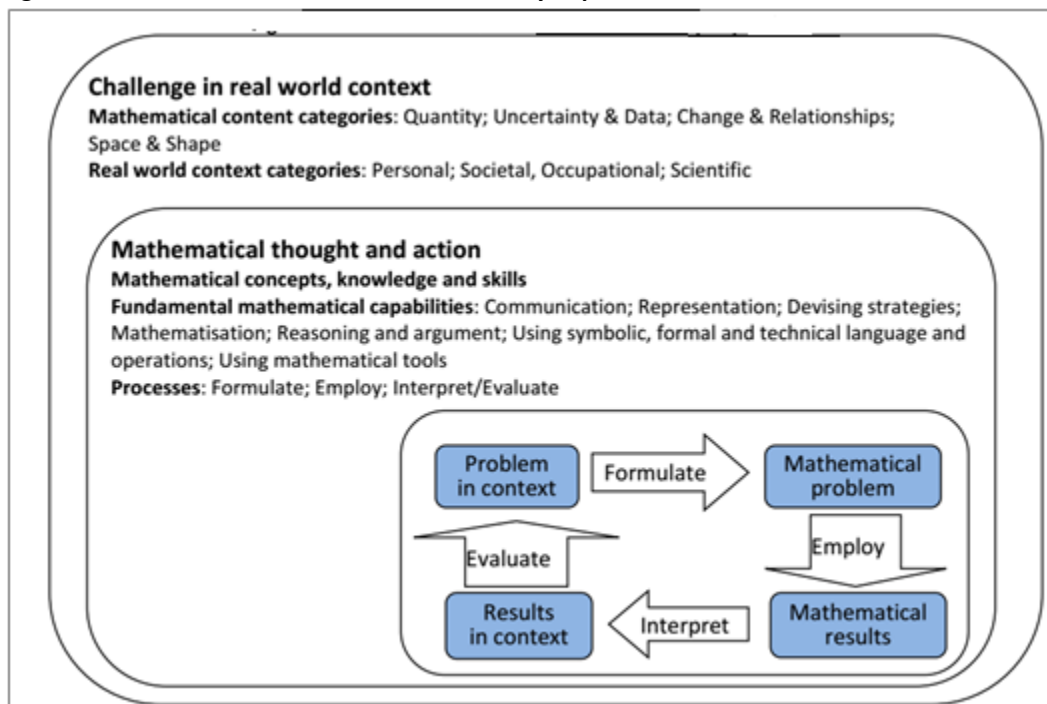 Challenge in real world context
Mathematical content categories: Quantity; Uncertainty & Data; Change & Relationships;
Space & Shape
Real world context categories: Personal; Societal, Occupational; Scientific
Mathematical thought and action
Mathematical concepts, knowledge and skills
Fundamental mathematical capabilities: Communication; Representation; Devising strategies;
Mathematisation; Reasoning and argument; Using symbolic, formal and technical language and
operations; Using mathematical tools
Processes: Formulate; Employ; Interpret/Evaluate
Problem
in context
Formulate
Mathematical
problem
Evaluate
Employ
Results
in context
Interpret
Mathematical
results